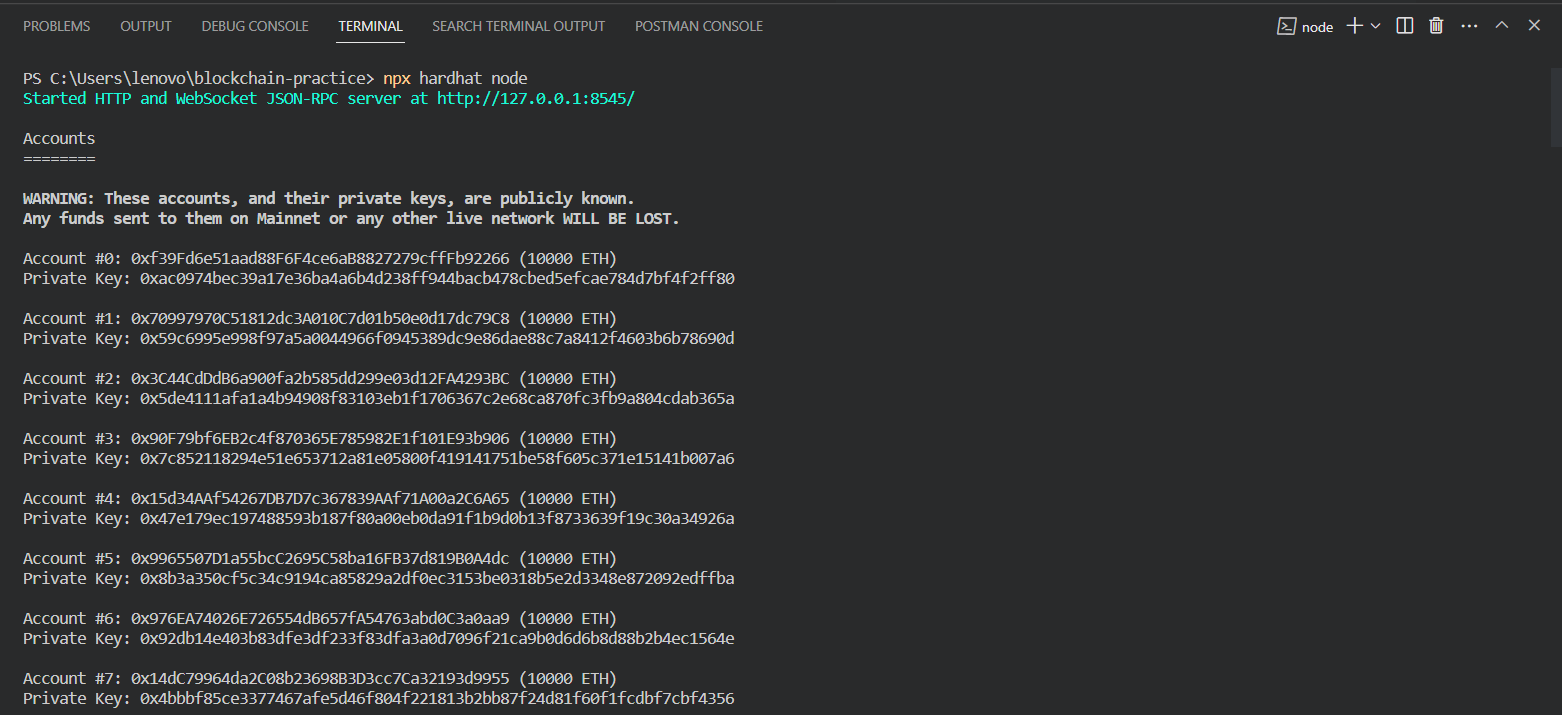 PROBLEMS OUTPUT DEBUG CONSOLE TERMINAL SEARCH TERMINAL OUTPUT POSTMAN CONSOLE node
PS C:\Users\lenovo\blockchain-practice> npx hardhat node
Started HTTP and WebSocket JSON-RPC server at http://127.0.0.1:8545/
Accounts
========
WARNING: These accounts, and their private keys, are publicly known.
Any funds sent to them on Mainnet or any other live network WILL BE LOST.
Account #0: 0xf39Fd6e51aad88F6F4ce6aB8827279cffFb92266 (10000 ETH)
Private Key: 0xac0974bec39a17e36ba4a6b4d238ff944bacb478cbed5efcae784d7bf4f2ff80
Account #1: 0x70997970C51812dc3A010C7d01b50e0d17dc79C8 (10000 ETH)
Private Key: 0x59c6995e998f97a5a0044966f0945389dc9e86dae88c7a8412f4603b6b78690d
Account #2: 0x3C44CdDdB6a900fa2b585dd299e03d12FA4293BC (10000 ETH)
Private Key: 0x5de4111afa1a4b94908f83103eb1f1706367c2e68ca870fc3fb9a804cdab365a
Account #3: 0x90F79bf6EB2c4f870365E785982E1f101E93b906 (10000 ETH)
Private Key: 0x7c852118294e51e653712a81e05800f419141751be58f605c371e15141b007a6
Account #4: 0x15d34AAf54267DB7D7c367839AAf71A00a2C6A65 (10000 ETH)
Private Key: 0x47e179ec197488593b187f80a00eb0da91f1b9d0b13f8733639f19c30a34926a
Account #5: 0x9965507D1a55bcC2695C58ba16FB37d819B0A4dc (10000 ETH)
Private Key: 0x8b3a350cf5c34c9194ca85829a2df0ec3153be0318b5e2d3348e872092edffba
Account #6: 0x976EA74026E726554dB657fA54763abd0C3a0aa9 (10000 ETH)
Private Key: 0x92db14e403b83dfe3df233f83dfa3a0d7096f21ca9b0d6d6b8d88b2b4ec1564e
Account #7: 0x14dC79964da2C08b23698B3D3cc7Ca32193d9955 (10000 ETH)
Private Key: 0x4bbbf85ce3377467afe5d46f804f221813b2bb87f24d81f60f1fcdbf7cbf4356